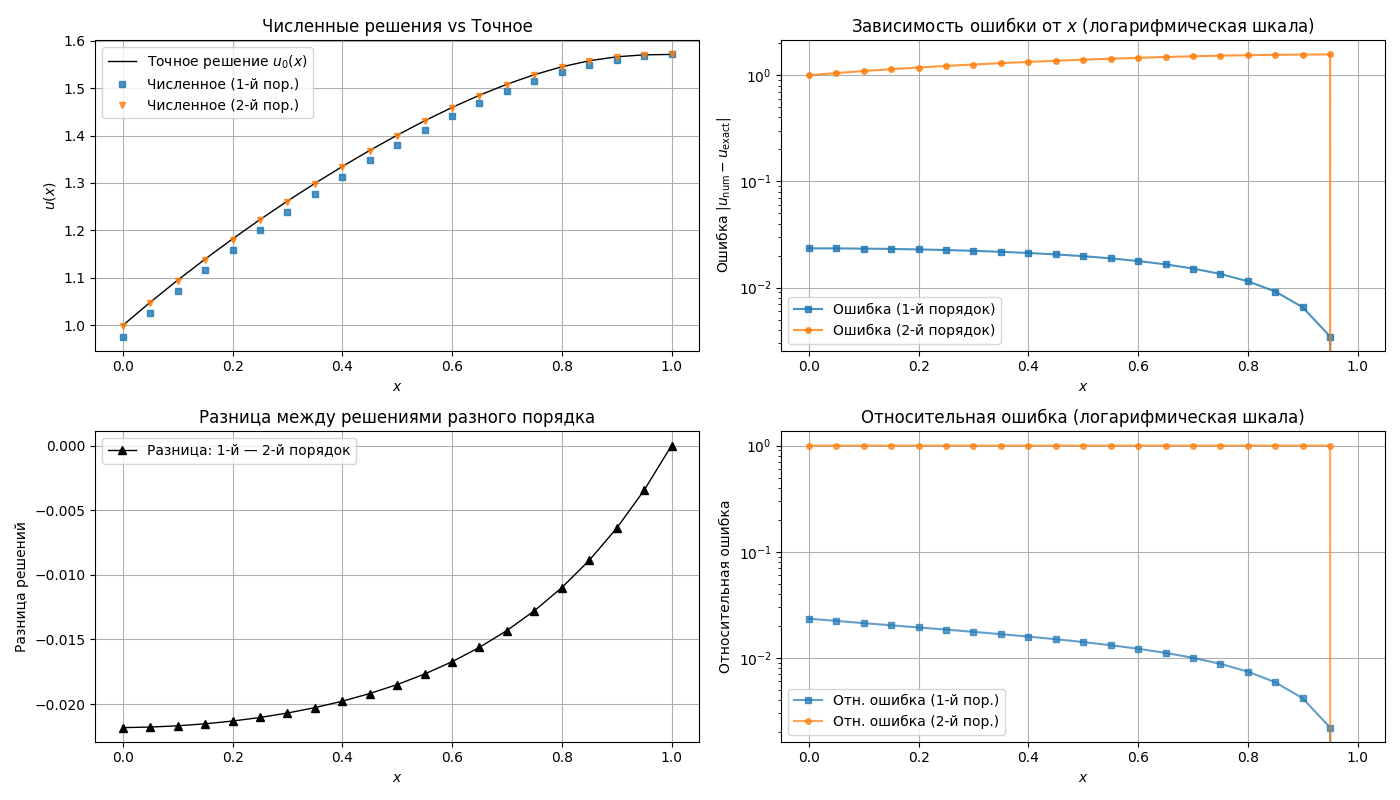 Численные решения vs Точное
Точное решение u₀(x)
Численное (1-й пор.)
Численное (2-й пор.)
1.6
1.5
1.4
1.3
1.2
1.1
1.0
u(x)
0.0 0.2 0.4 0.6 0.8 1.0
x
Зависимость ошибки от x (логарифмическая шкала)
10⁰
10⁻¹
10⁻²
Ошибка |u_num − u_exact|
Ошибка (1-й порядок)
Ошибка (2-й порядок)
0.0 0.2 0.4 0.6 0.8 1.0
x
Разница между решениями разного порядка
Разница: 1-й — 2-й порядок
0.000
−0.005
−0.010
−0.015
−0.020
Разница решений
0.0 0.2 0.4 0.6 0.8 1.0
x
Относительная ошибка (логарифмическая шкала)
10⁰
10⁻¹
10⁻²
Относительная ошибка
Отн. ошибка (1-й пор.)
Отн. ошибка (2-й пор.)
0.0 0.2 0.4 0.6 0.8 1.0
x